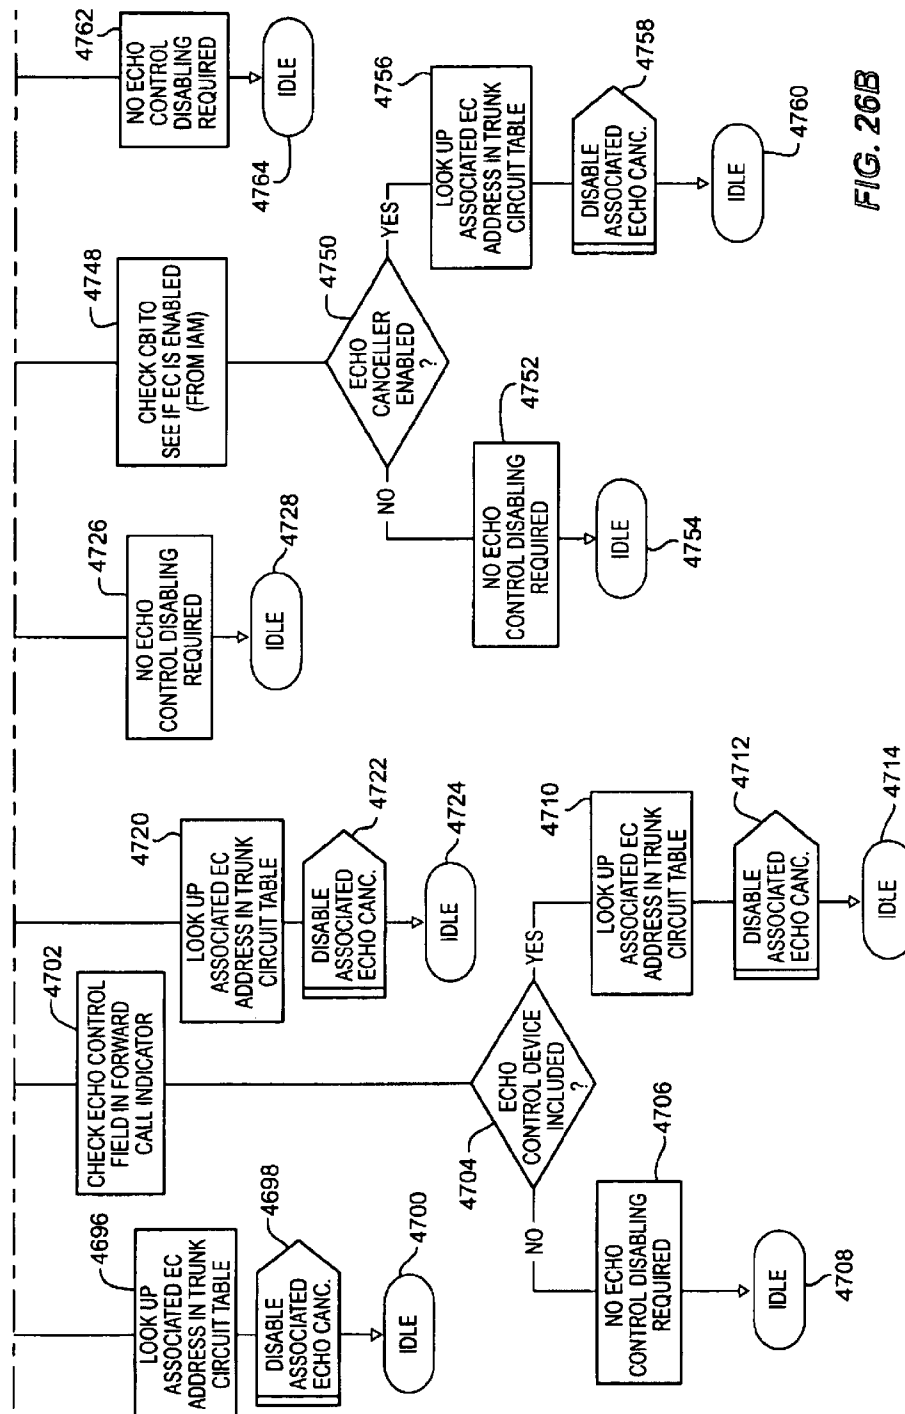 4696
LOOK UP
ASSOCIATED EC
ADDRESS IN TRUNK
CIRCUIT TABLE
4698
DISABLE
ASSOCIATED
ECHO CANC.
4700
IDLE
4702
CHECK ECHO CONTROL
FIELD IN FORWARD
CALL INDICATOR
4704
ECHO
CONTROL DEVICE
INCLUDED
?
NO
YES
4706
NO ECHO
CONTROL DISABLING
REQUIRED
IDLE
4708
4710
LOOK UP
ASSOCIATED EC
ADDRESS IN TRUNK
CIRCUIT TABLE
4712
DISABLE
ASSOCIATED
ECHO CANC.
4714
IDLE
4720
LOOK UP
ASSOCIATED EC
ADDRESS IN TRUNK
CIRCUIT TABLE
4722
DISABLE
ASSOCIATED
ECHO CANC.
4724
IDLE
4726
NO ECHO
CONTROL DISABLING
REQUIRED
4728
IDLE
4748
CHECK CBI TO
SEE IF EC IS ENABLED
(FROM IAM)
4750
ECHO
CANCELLER
ENABLED
?
NO
YES
4752
NO ECHO
CONTROL DISABLING
REQUIRED
IDLE
4754
4756
LOOK UP
ASSOCIATED EC
ADDRESS IN TRUNK
CIRCUIT TABLE
4758
DISABLE
ASSOCIATED
ECHO CANC.
4760
IDLE
4762
NO ECHO
CONTROL
DISABLING
REQUIRED
IDLE
4764
FIG. 26B